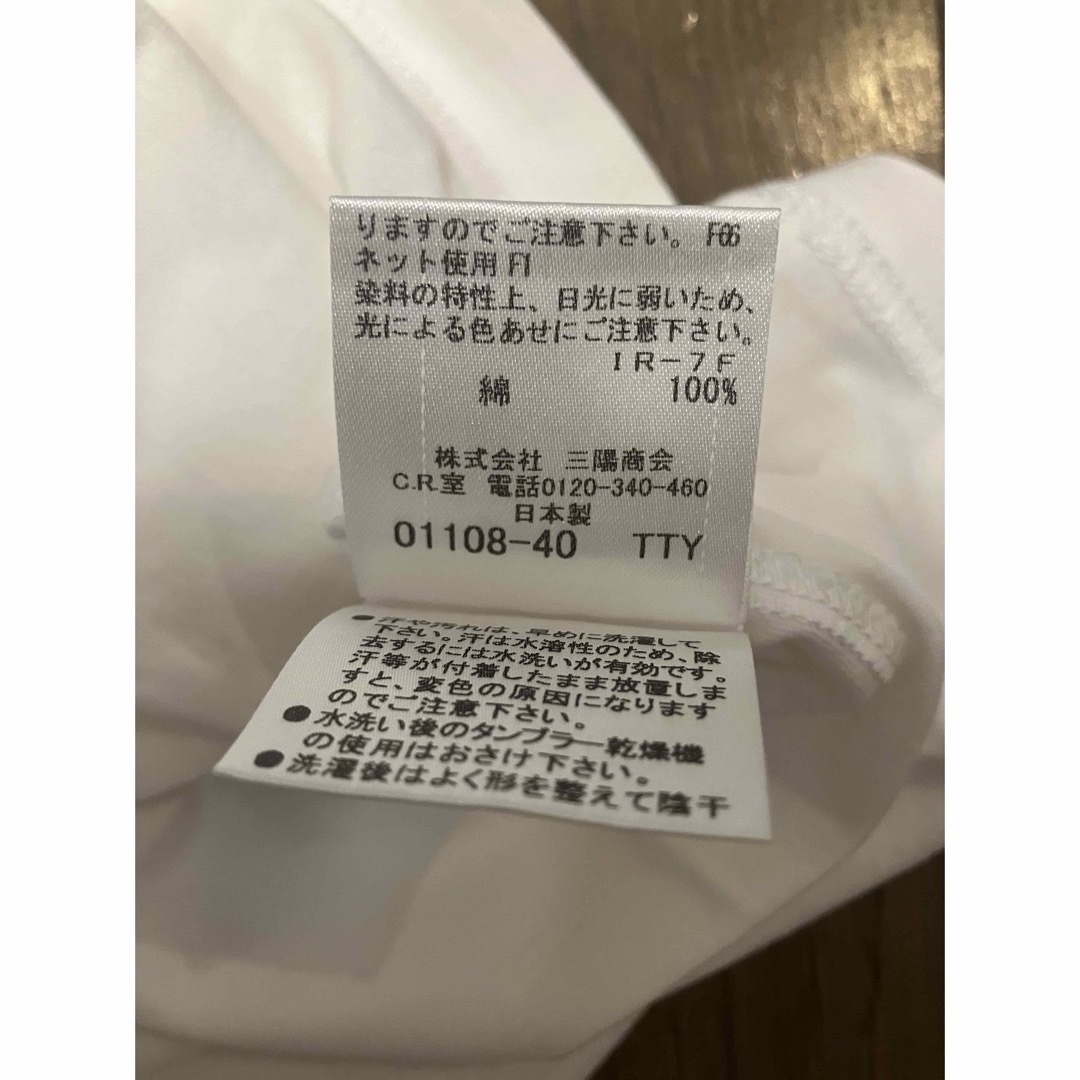 りますのでご注意下さい。 F66
ネット使用 F1
染料の特性上、日光に弱いため、
光による色あせにご注意下さい。
IR-7F
綿 100%
株式会社 三陽商会
C.R.室 電話0120-340-460
日本製
01108-40 TTY
●汗や汚れは、早めに洗濯して
下さい。汗は水溶性のため、除
去するには水洗いが有効です。
汗等が付着したまま放置しま
すと、変色の原因になります
のでご注意下さい。
●水洗い後のタンブラー乾燥機
の使用はおさけ下さい。
●洗濯後はよく形を整えて陰干